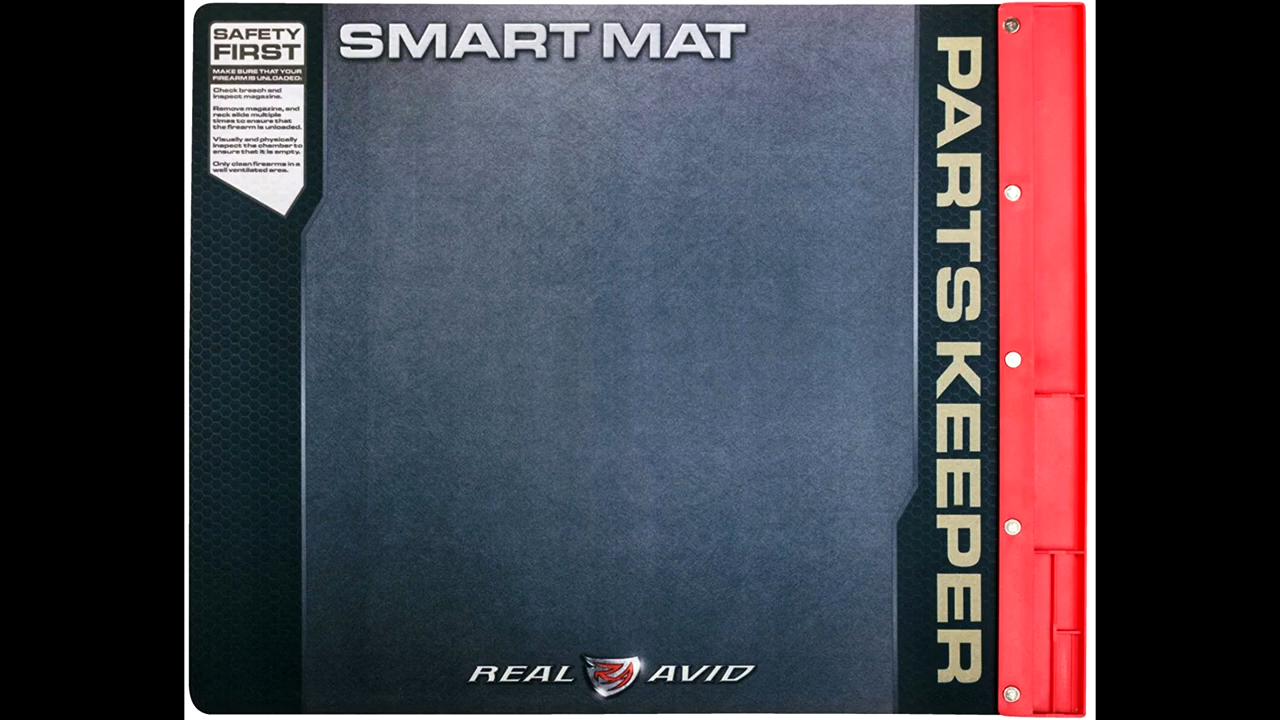 SAFETY
FIRST
MAKE SURE THAT YOUR
FIREARM IS UNLOADED:
Check breach and
inspect magazine.
Remove magazine, and
rack slide multiple
times to ensure that
the firearm is unloaded.
Visually and physically
inspect the chamber to
ensure that it is empty.
Only clean firearms in a
well ventilated area.
SMART MAT
PARTS KEEPER
REAL RA AVID